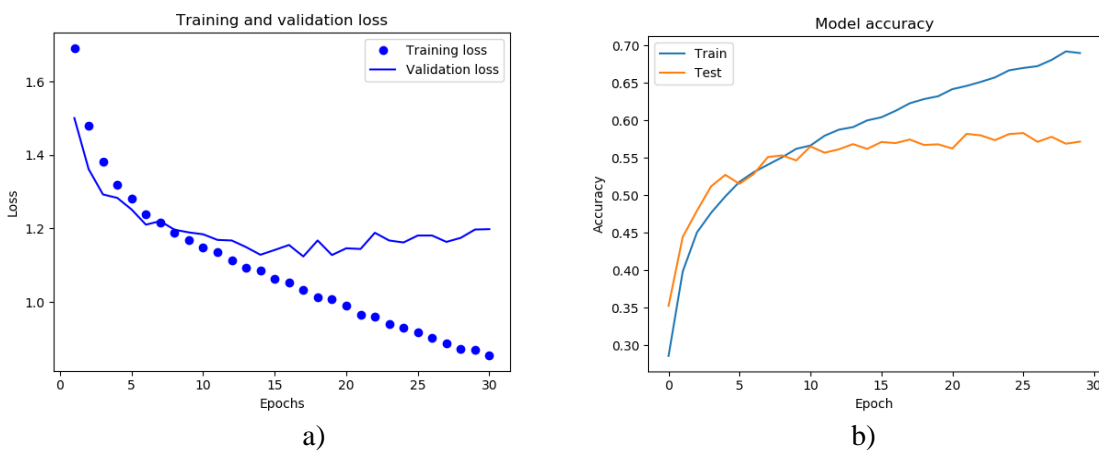 Training and validation loss
Training loss
Validation loss
1.6
1.4
1.2
1.0
Loss
0 5 10 15 20 25 30
Epochs
a)
Model accuracy
Train
Test
0.70
0.65
0.60
0.55
0.50
0.45
0.40
0.35
0.30
Accuracy
0 5 10 15 20 25 30
Epoch
b)